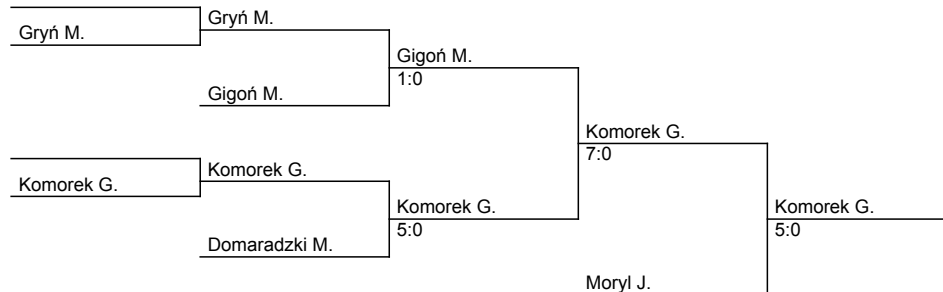 Gryń M.
Gryń M.
Gigoń M.
1:0
Gigoń M.
Komorek G.
7:0
Komorek G.
Komorek G.
Komorek G.
5:0
Komorek G.
5:0
Domaradzki M.
Moryl J.